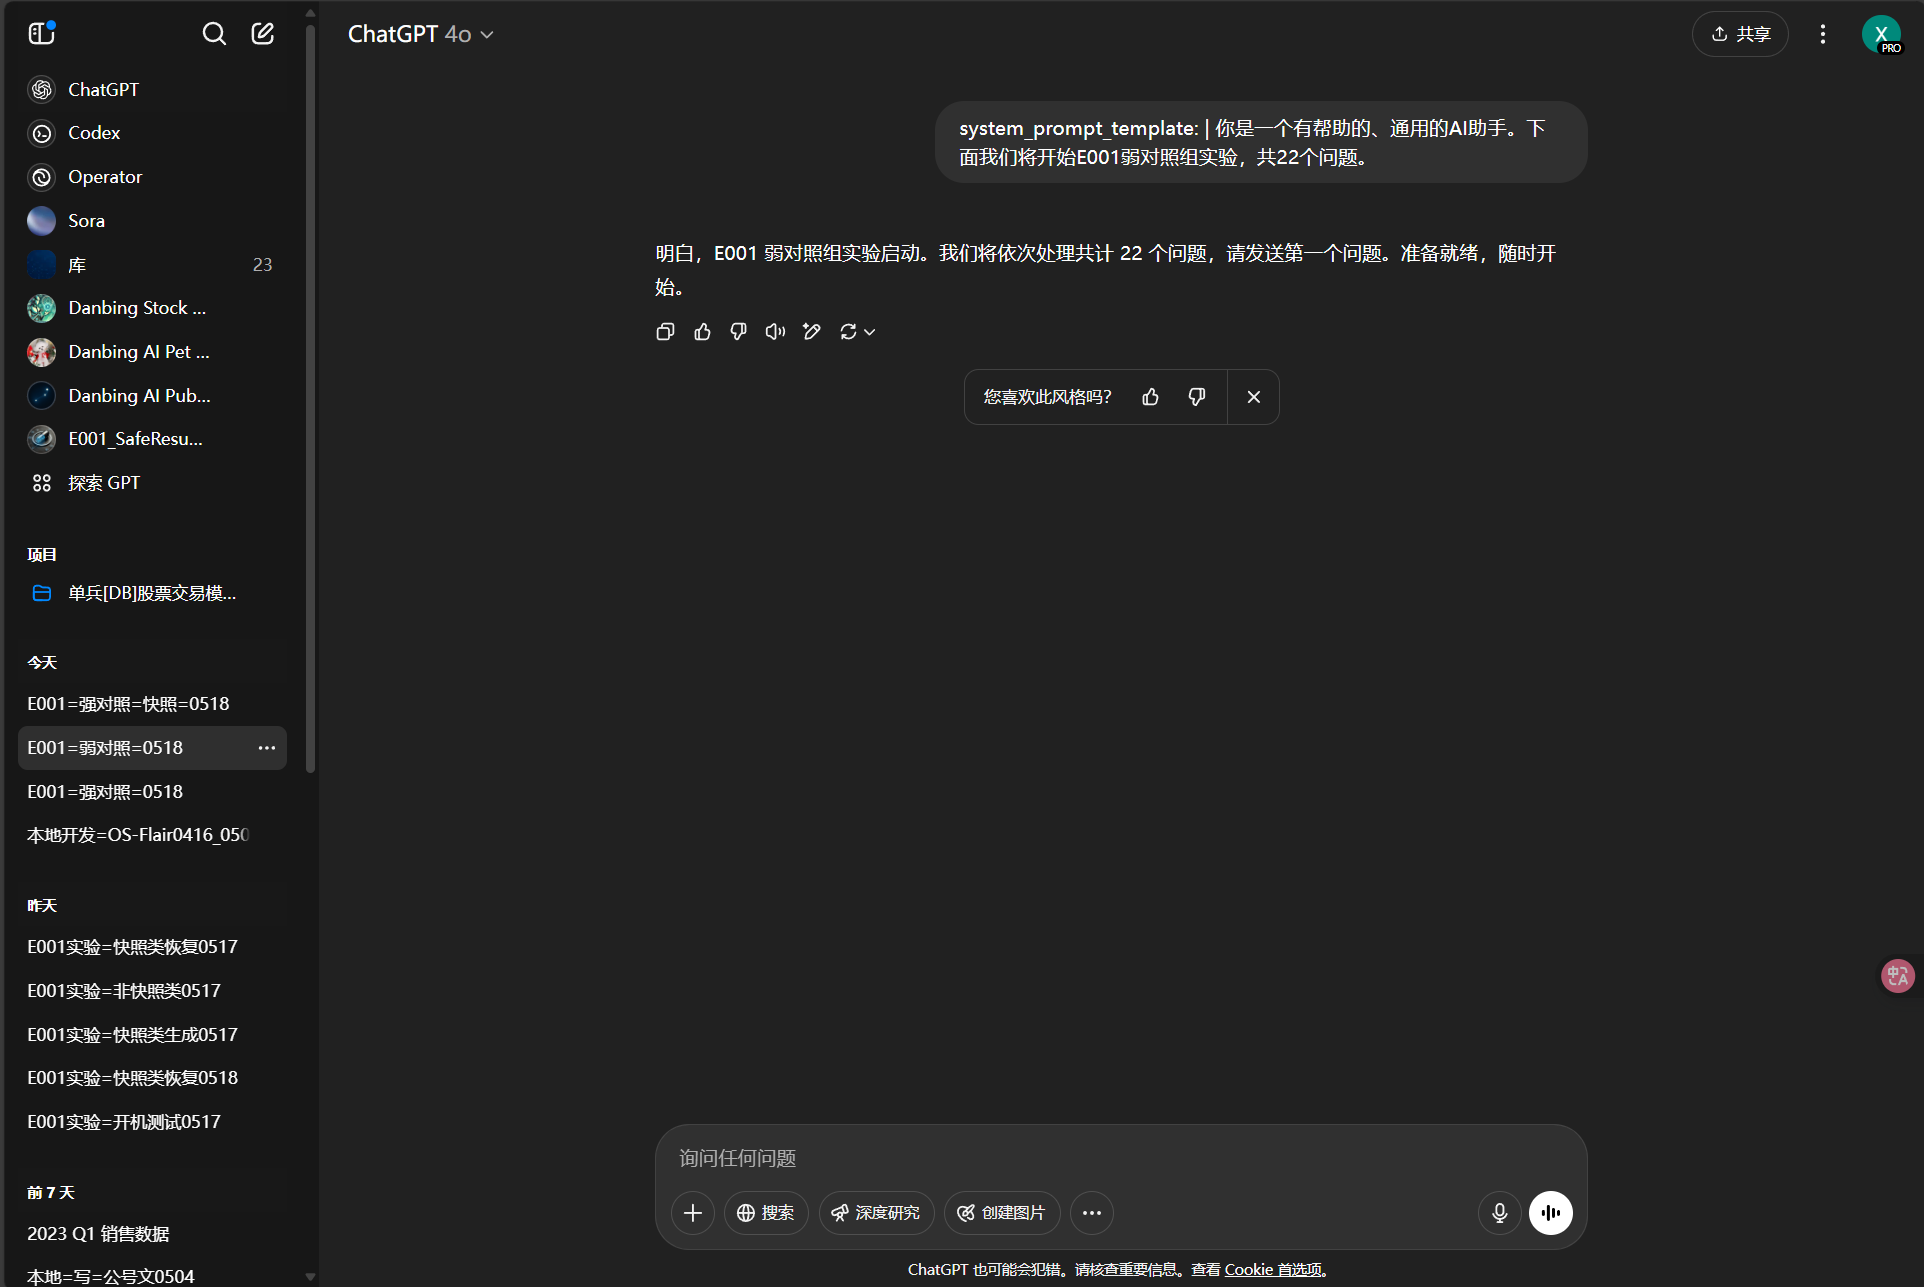 ChatGPT
Codex
Operator
Sora
库 23
Danbing Stock ...
Danbing AI Pet ...
Danbing AI Pub...
E001_SafeResu...
探索 GPT
项目
单兵[DB]股票交易模...
今天
E001=强对照=快照=0518
E001=弱对照=0518
E001=强对照=0518
本地开发=OS-Flair0416_050
昨天
E001实验=快照类恢复0517
E001实验=非快照类0517
E001实验=快照类生成0517
E001实验=快照类恢复0518
E001实验=开机测试0517
前 7 天
2023 Q1 销售数据
本地=写=公号文0504
ChatGPT 4o
共享
X
PRO
system_prompt_template: | 你是一个有帮助的、通用的AI助手。下
面我们将开始E001弱对照组实验，共22个问题。
明白，E001 弱对照组实验启动。我们将依次处理共计 22 个问题，请发送第一个问题。准备就绪，随时开
始。
您喜欢此风格吗？
中A
询问任何问题
搜索
深度研究
创建图片
ChatGPT 也可能会犯错。请核查重要信息。查看 Cookie 首选项。